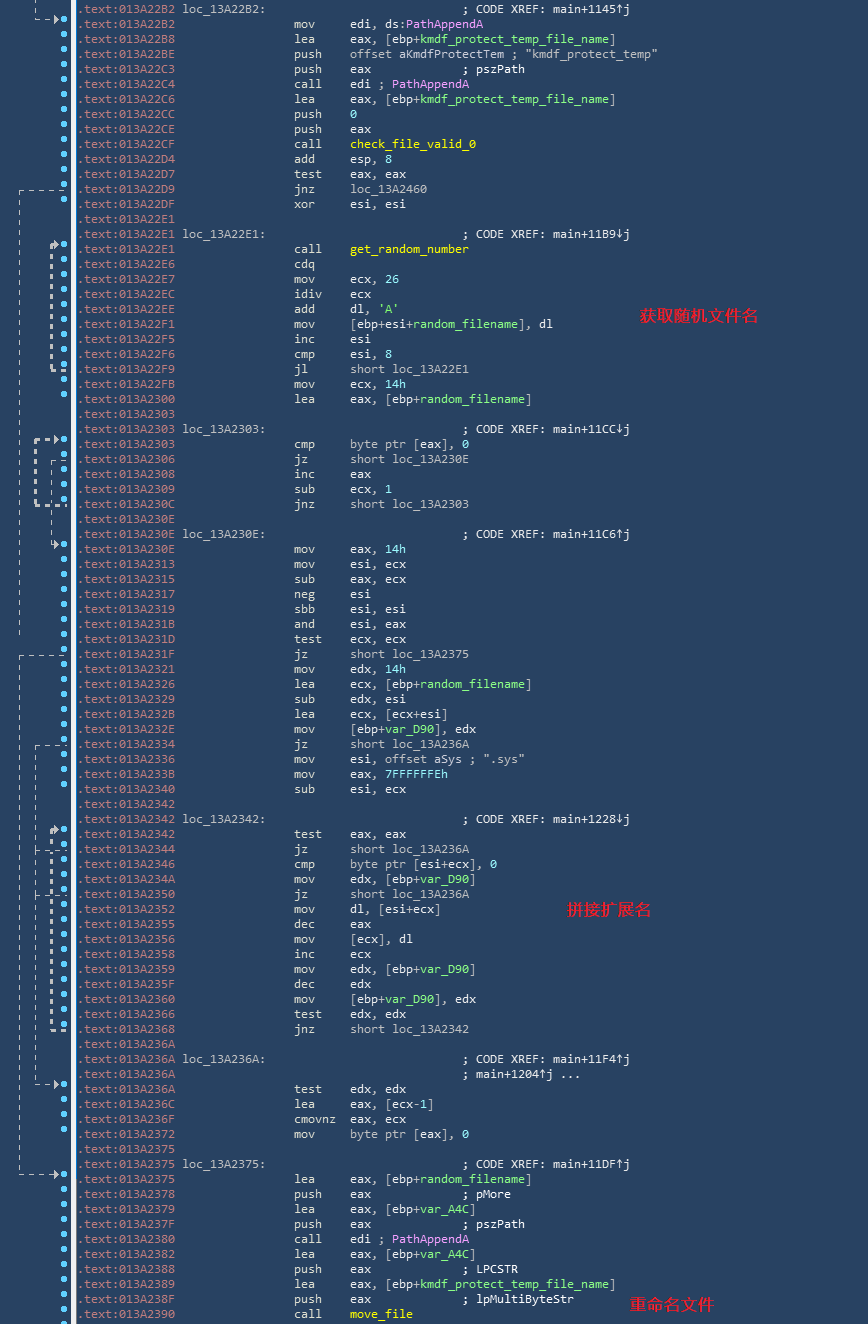 .text:013A22B2 loc_13A22B2: ; CODE XREF: main+1145↑j
.text:013A22B2 mov edi, ds:PathAppendA
.text:013A22B8 lea eax, [ebp+kmdf_protect_temp_file_name]
.text:013A22BE push offset aKmdfProtectTem ; "kmdf_protect_temp"
.text:013A22C3 push eax ; pszPath
.text:013A22C4 call edi ; PathAppendA
.text:013A22C6 lea eax, [ebp+kmdf_protect_temp_file_name]
.text:013A22CC push 0
.text:013A22CE push eax
.text:013A22CF call check_file_valid_0
.text:013A22D4 add esp, 8
.text:013A22D7 test eax, eax
.text:013A22D9 jnz loc_13A2460
.text:013A22DF xor esi, esi
.text:013A22E1
.text:013A22E1 loc_13A22E1: ; CODE XREF: main+11B9↓j
.text:013A22E1 call get_random_number
.text:013A22E6 cdq
.text:013A22E7 mov ecx, 26
.text:013A22EC idiv ecx
.text:013A22EE add dl, 'A'
获取随机文件名
.text:013A22F1 mov [ebp+esi+random_filename], dl
.text:013A22F5 inc esi
.text:013A22F6 cmp esi, 8
.text:013A22F9 jl short loc_13A22E1
.text:013A22FB mov ecx, 14h
.text:013A2300 lea eax, [ebp+random_filename]
.text:013A2303
.text:013A2303 loc_13A2303: ; CODE XREF: main+11CC↓j
.text:013A2303 cmp byte ptr [eax], 0
.text:013A2306 jz short loc_13A230E
.text:013A2308 inc eax
.text:013A2309 sub ecx, 1
.text:013A230C jnz short loc_13A2303
.text:013A230E
.text:013A230E loc_13A230E: ; CODE XREF: main+11C6↑j
.text:013A230E mov eax, 14h
.text:013A2313 mov esi, ecx
.text:013A2315 sub eax, ecx
.text:013A2317 neg esi
.text:013A2319 sbb esi, esi
.text:013A231B and esi, eax
.text:013A231D test ecx, ecx
.text:013A231F jz short loc_13A2375
.text:013A2321 mov edx, 14h
.text:013A2326 lea ecx, [ebp+random_filename]
.text:013A2329 sub edx, esi
.text:013A232B lea ecx, [ecx+esi]
.text:013A232E mov [ebp+var_D90], edx
.text:013A2334 jz short loc_13A236A
.text:013A2336 mov esi, offset aSys ; ".sys"
.text:013A233B mov eax, 7FFFFFFEh
.text:013A2340 sub esi, ecx
.text:013A2342
.text:013A2342 loc_13A2342: ; CODE XREF: main+1228↓j
.text:013A2342 test eax, eax
.text:013A2344 jz short loc_13A236A
.text:013A2346 cmp byte ptr [esi+ecx], 0
.text:013A234A mov edx, [ebp+var_D90]
.text:013A2350 jz short loc_13A236A
.text:013A2352 mov dl, [esi+ecx]
拼接扩展名
.text:013A2355 dec eax
.text:013A2356 mov [ecx], dl
.text:013A2358 inc ecx
.text:013A2359 mov edx, [ebp+var_D90]
.text:013A235F dec edx
.text:013A2360 mov [ebp+var_D90], edx
.text:013A2366 test edx, edx
.text:013A2368 jnz short loc_13A2342
.text:013A236A
.text:013A236A loc_13A236A: ; CODE XREF: main+11F4↑j
.text:013A236A ; main+1204↑j ...
.text:013A236A test edx, edx
.text:013A236C lea eax, [ecx-1]
.text:013A236F cmovnz eax, ecx
.text:013A2372 mov byte ptr [eax], 0
.text:013A2375
.text:013A2375 loc_13A2375: ; CODE XREF: main+11DF↑j
.text:013A2375 lea eax, [ebp+random_filename]
.text:013A2378 push eax ; pMore
.text:013A2379 lea eax, [ebp+var_A4C]
.text:013A237F push eax ; pszPath
.text:013A2380 call edi ; PathAppendA
.text:013A2382 lea eax, [ebp+var_A4C]
.text:013A2388 push eax ; LPCSTR
.text:013A2389 lea eax, [ebp+kmdf_protect_temp_file_name]
.text:013A238F push eax ; lpMultiByteStr
重命名文件
.text:013A2390 call move_file